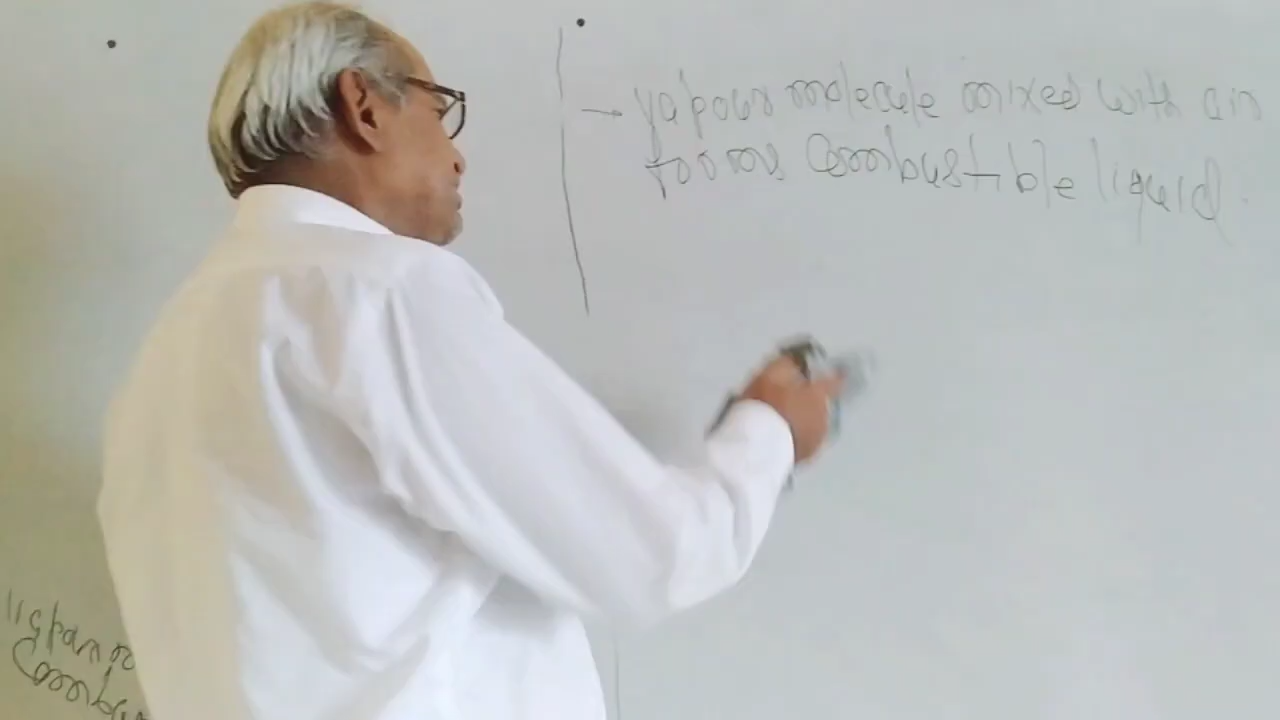 → Vapour molecule mixed with air
forms Combustible liquid